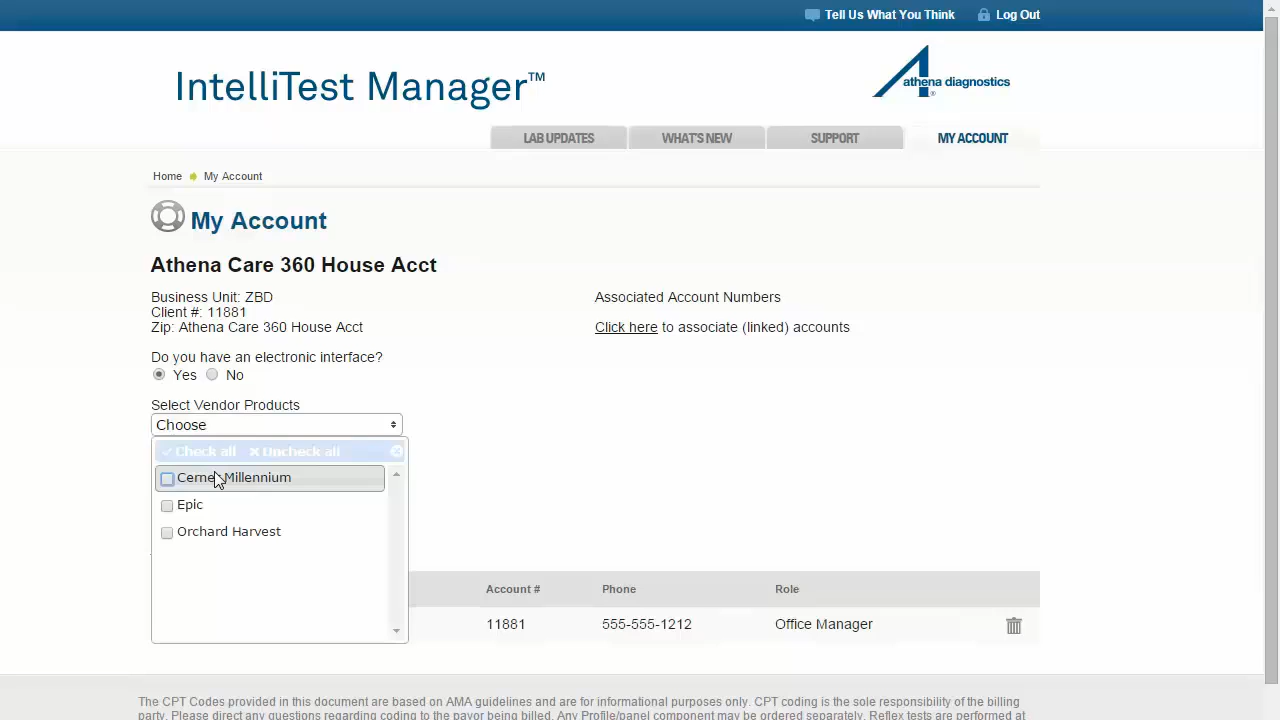 Tell Us What You Think
Log Out
IntelliTest Manager™
athena diagnostics®
LAB UPDATES
WHAT'S NEW
SUPPORT
MY ACCOUNT
Home
My Account
My Account
Athena Care 360 House Acct
Business Unit: ZBD
Client #: 11881
Zip: Athena Care 360 House Acct
Associated Account Numbers
Click here to associate (linked) accounts
Do you have an electronic interface?
Yes No
Select Vendor Products
Choose
Check all Uncheck all
Cerner Millennium
Epic
Orchard Harvest
Account # Phone Role
11881 555-555-1212 Office Manager
The CPT Codes provided in this document are based on AMA guidelines and are for informational purposes only. CPT coding is the sole responsibility of the billing
party. Please direct any questions regarding coding to the payor being billed. Any Profile/panel component may be ordered separately. Reflex tests are performed at